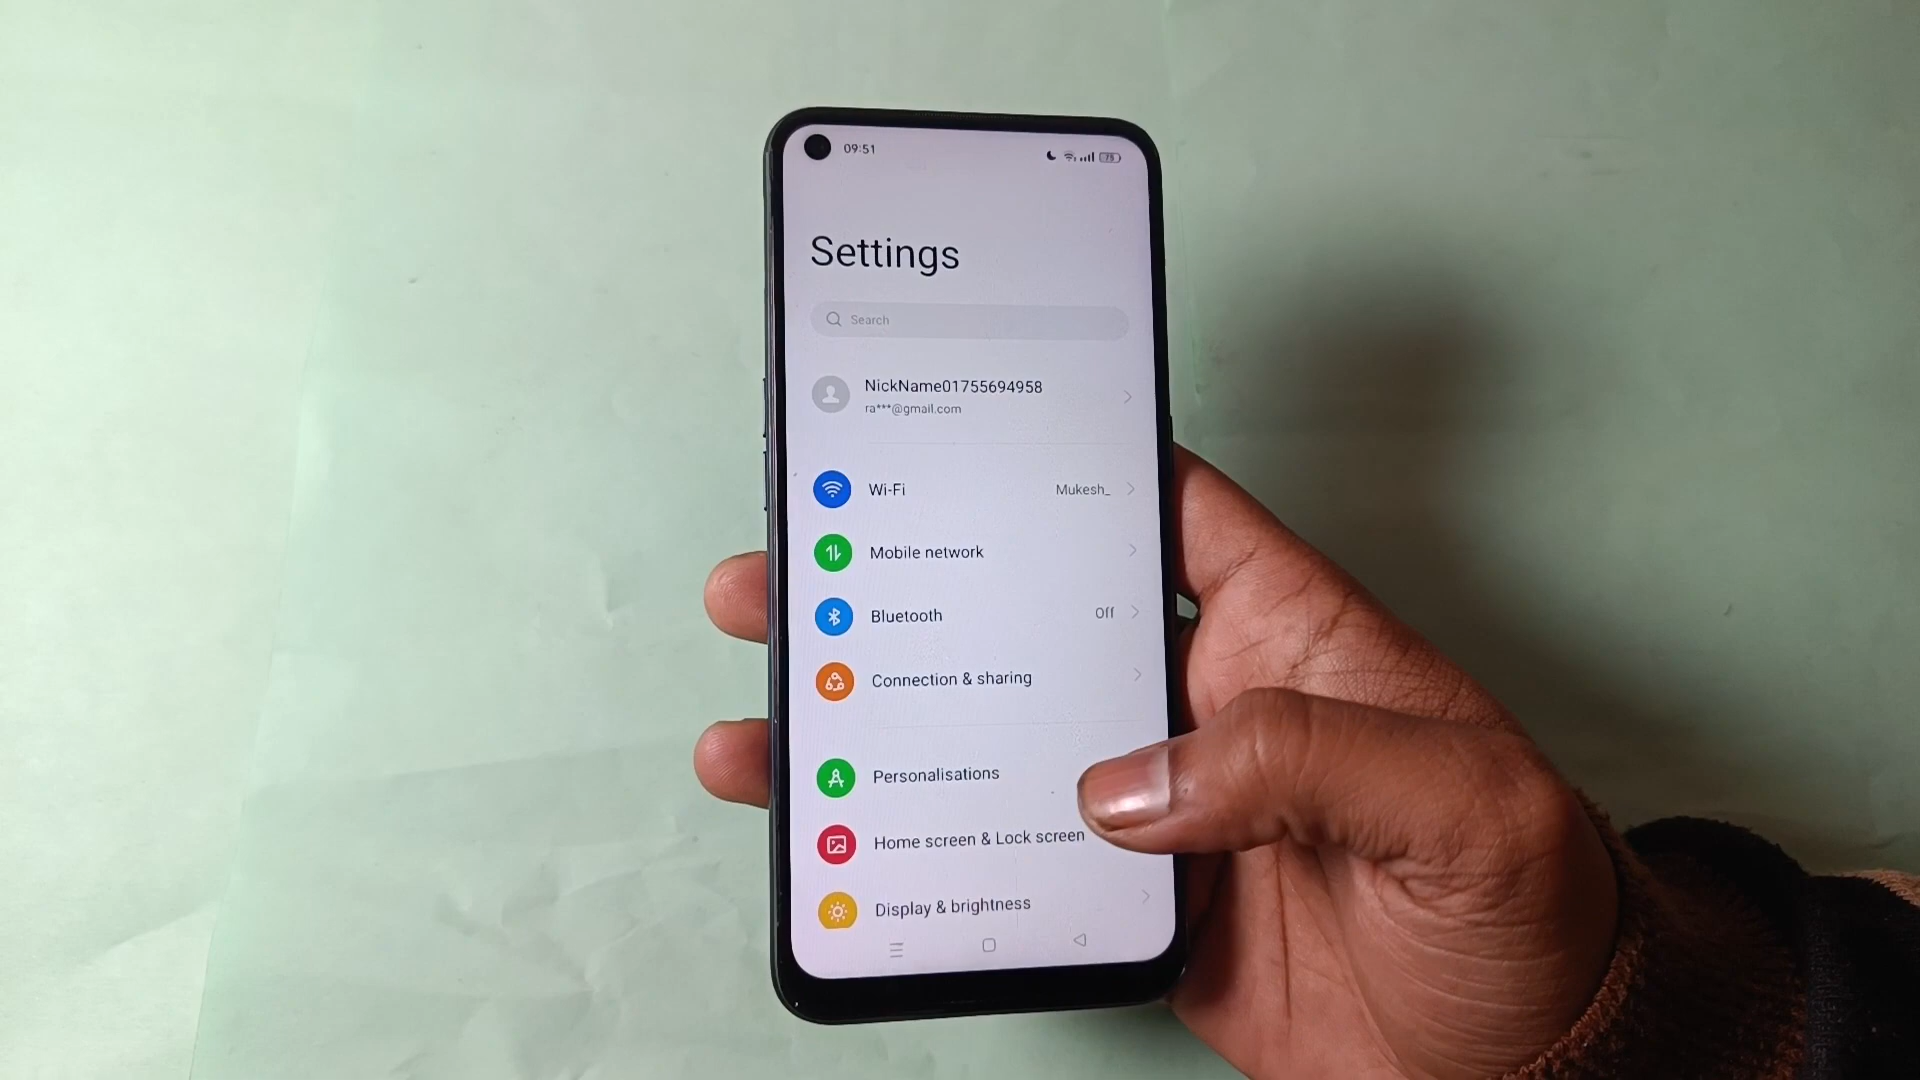 09:51
75
Settings
Search
NickName01755694958
ra***@gmail.com
Wi-Fi Mukesh_
Mobile network
Bluetooth Off
Connection & sharing
Personalisations
Home screen & Lock screen
Display & brightness